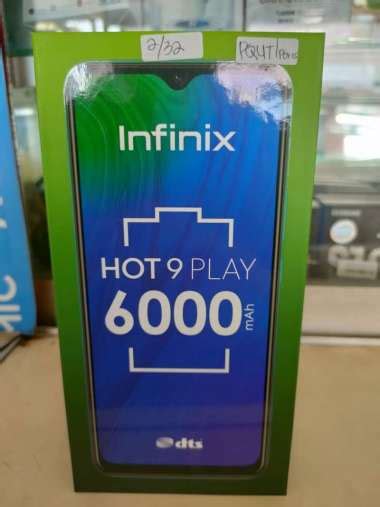 2/32
Infinix
HOT 9 PLAY
6000 mAh
dts